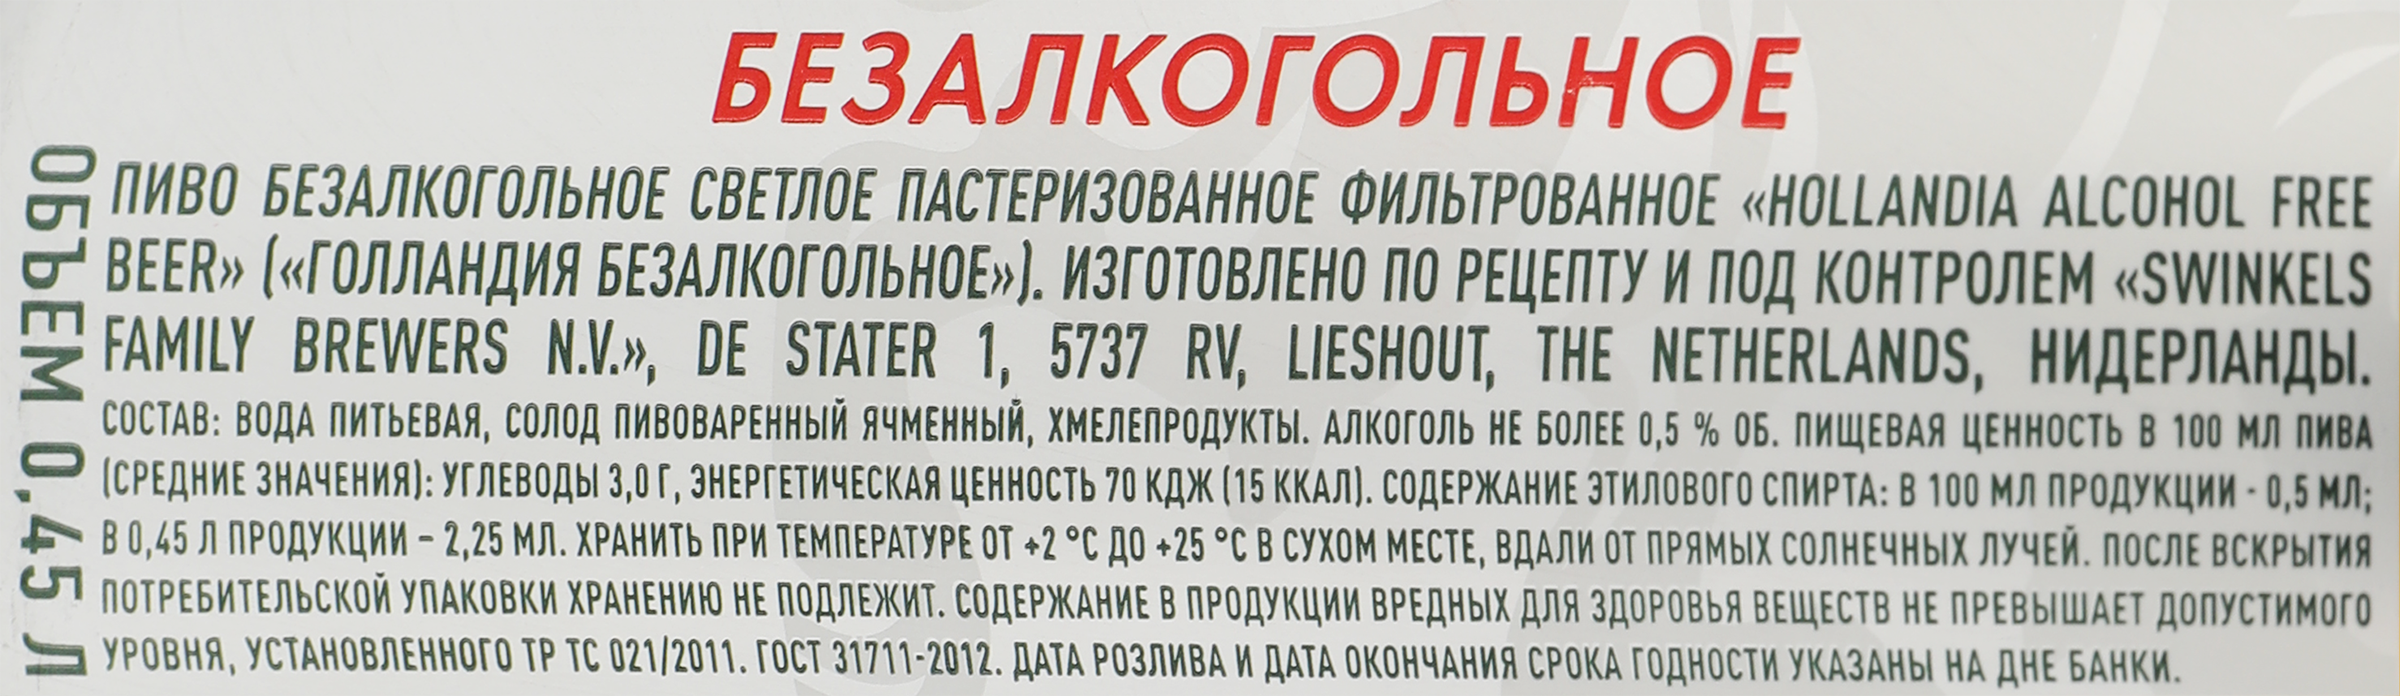 БЕЗАЛКОГОЛЬНОЕ
ПИВО БЕЗАЛКОГОЛЬНОЕ СВЕТЛОЕ ПАСТЕРИЗОВАННОЕ ФИЛЬТРОВАННОЕ «HOLLANDIA ALCOHOL FREE
BEER» («ГОЛЛАНДИЯ БЕЗАЛКОГОЛЬНОЕ»). ИЗГОТОВЛЕНО ПО РЕЦЕПТУ И ПОД КОНТРОЛЕМ «SWINKELS
FAMILY BREWERS N.V.», DE STATER 1, 5737 RV, LIESHOUT, THE NETHERLANDS, НИДЕРЛАНДЫ.
СОСТАВ: ВОДА ПИТЬЕВАЯ, СОЛОД ПИВОВАРЕННЫЙ ЯЧМЕННЫЙ, ХМЕЛЕПРОДУКТЫ. АЛКОГОЛЬ НЕ БОЛЕЕ 0,5 % ОБ. ПИЩЕВАЯ ЦЕННОСТЬ В 100 МЛ ПИВА
(СРЕДНИЕ ЗНАЧЕНИЯ): УГЛЕВОДЫ 3,0 Г, ЭНЕРГЕТИЧЕСКАЯ ЦЕННОСТЬ 70 КДЖ (15 ККАЛ). СОДЕРЖАНИЕ ЭТИЛОВОГО СПИРТА: В 100 МЛ ПРОДУКЦИИ - 0,5 МЛ;
В 0,45 Л ПРОДУКЦИИ – 2,25 МЛ. ХРАНИТЬ ПРИ ТЕМПЕРАТУРЕ ОТ +2 °С ДО +25 °С В СУХОМ МЕСТЕ, ВДАЛИ ОТ ПРЯМЫХ СОЛНЕЧНЫХ ЛУЧЕЙ. ПОСЛЕ ВСКРЫТИЯ
ПОТРЕБИТЕЛЬСКОЙ УПАКОВКИ ХРАНЕНИЮ НЕ ПОДЛЕЖИТ. СОДЕРЖАНИЕ В ПРОДУКЦИИ ВРЕДНЫХ ДЛЯ ЗДОРОВЬЯ ВЕЩЕСТВ НЕ ПРЕВЫШАЕТ ДОПУСТИМОГО
УРОВНЯ, УСТАНОВЛЕННОГО ТР ТС 021/2011. ГОСТ 31711-2012. ДАТА РОЗЛИВА И ДАТА ОКОНЧАНИЯ СРОКА ГОДНОСТИ УКАЗАНЫ НА ДНЕ БАНКИ.
ОБЪЕМ 0,45 Л